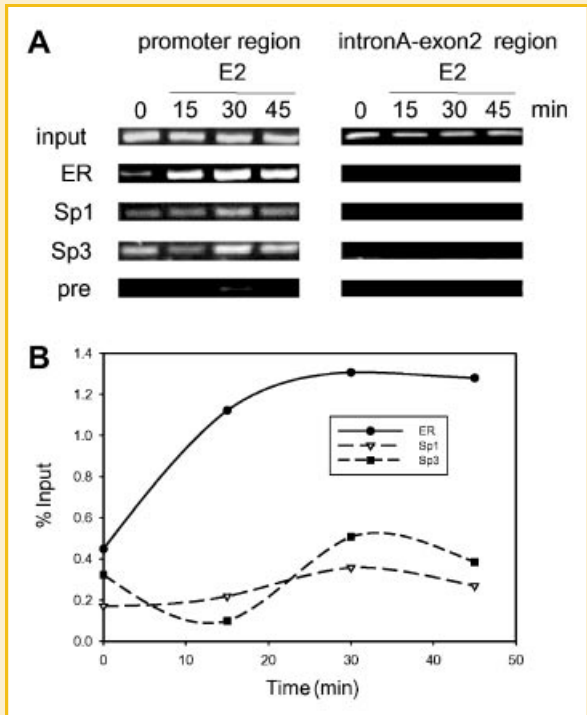 A
promoter region
intronA-exon2 region
E2
E2
0 15 30 45
0 15 30 45 min
input
ER
Sp1
Sp3
pre
B
1.4
1.2
1.0
0.8
0.6
0.4
0.2
0.0
% Input
ER
Sp1
Sp3
0 10 20 30 40 50
Time (min)